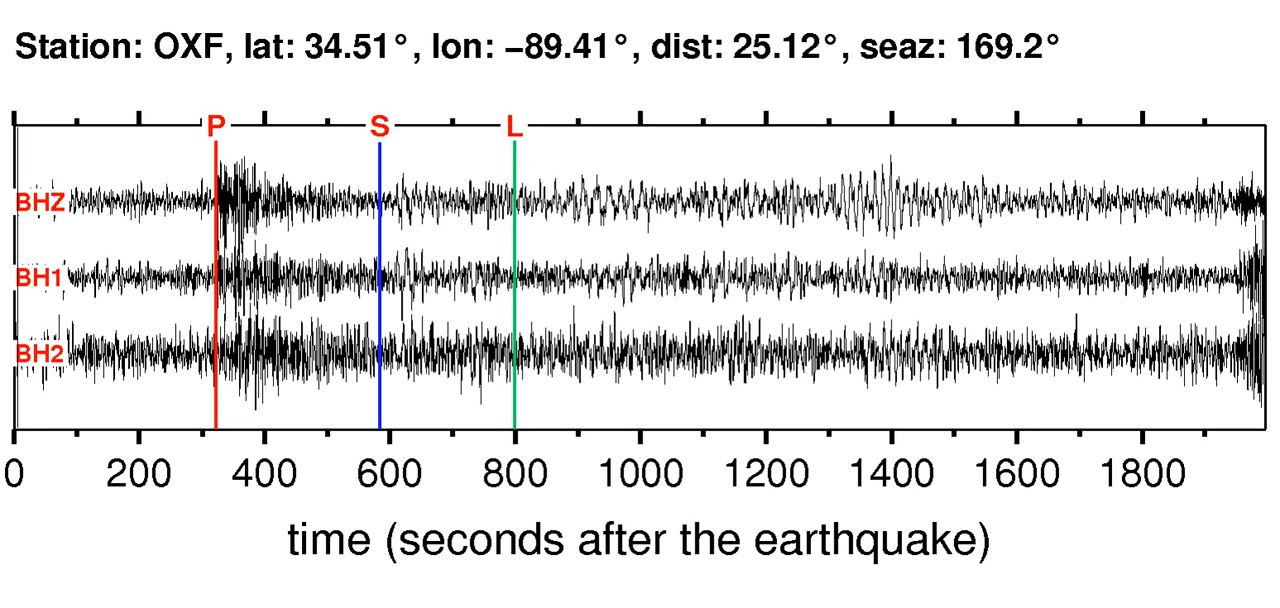 Station: OXF, lat: 34.51°, lon: −89.41°, dist: 25.12°, seaz: 169.2°
P S L
BHZ
BH1
BH2
0 200 400 600 800 1000 1200 1400 1600 1800
time (seconds after the earthquake)